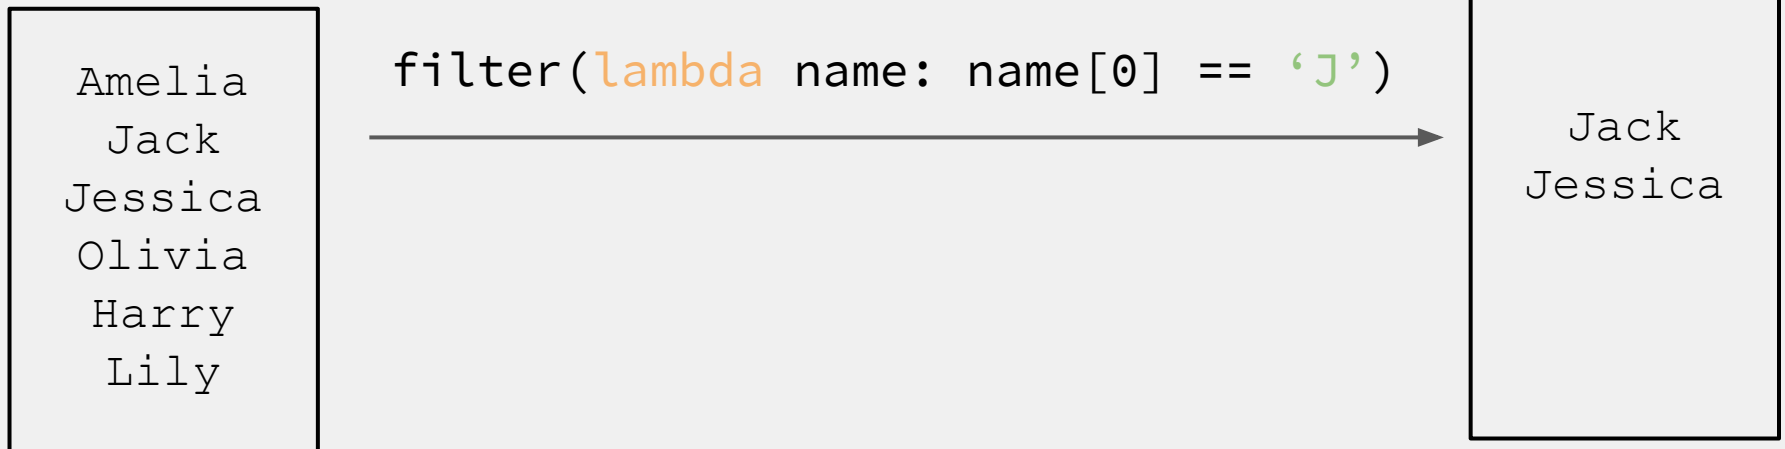 Amelia
Jack
Jessica
Olivia
Harry
Lily
filter(lambda name: name[0] == ‘J’)
Jack
Jessica